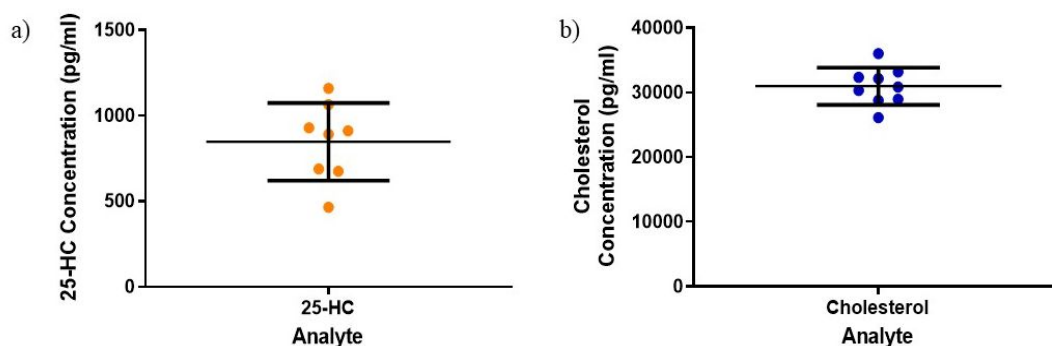 a)
25-HC Concentration (pg/ml)
1500
1000
500
0
25-HC
Analyte
b)
Cholesterol
Concentration (pg/ml)
40000
30000
20000
10000
0
Cholesterol
Analyte